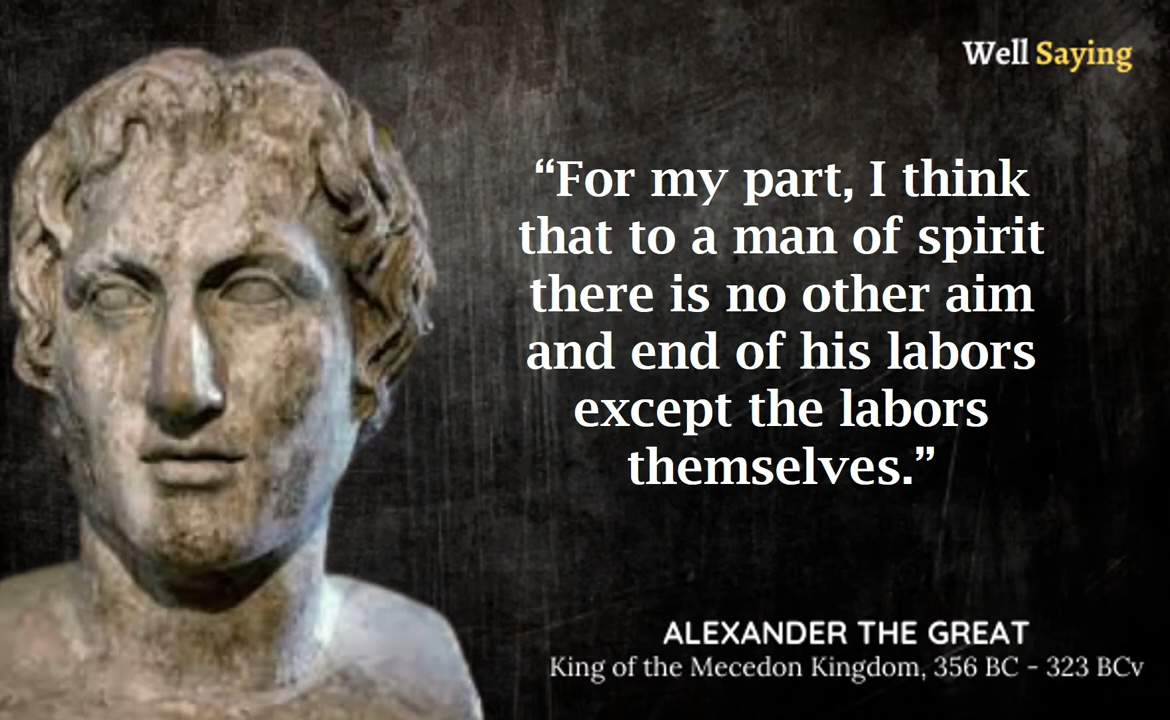 Well Saying
“For my part, I think
that to a man of spirit
there is no other aim
and end of his labors
except the labors
themselves.”
ALEXANDER THE GREAT
King of the Mecedon Kingdom, 356 BC – 323 BCv